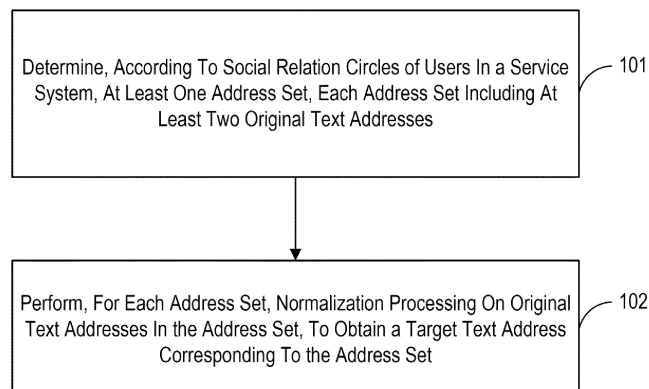 Determine, According To Social Relation Circles of Users In a Service
System, At Least One Address Set, Each Address Set Including At
Least Two Original Text Addresses
101
Perform, For Each Address Set, Normalization Processing On Original
Text Addresses In the Address Set, To Obtain a Target Text Address
Corresponding To the Address Set
102